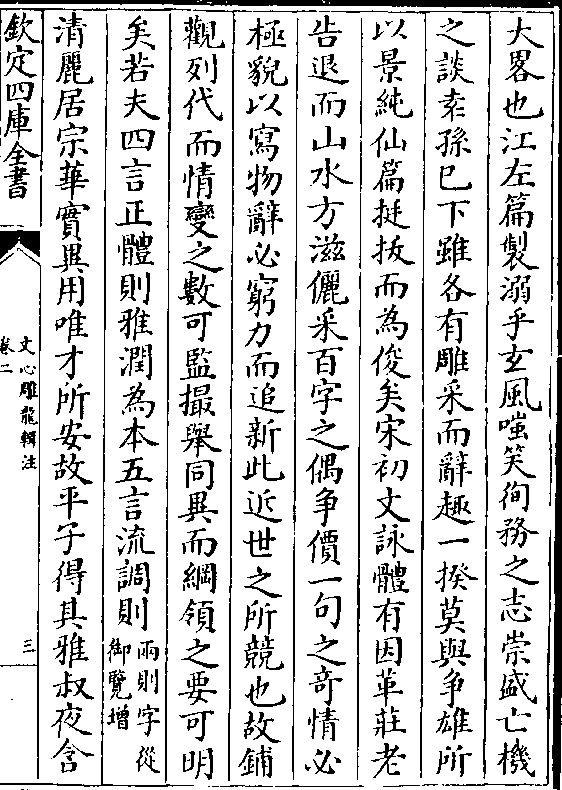 大畧也江左篇製溺乎玄風嗤笑徇務之志崇盛亡機
之談袁孫巳下雖各有雕采而辭趣一揆莫與争雄所
以景純仙篇挺拔而為俊矣宋初文詠體有因革莊老
告退而山水方滋儷采百字之偶争價一句之竒情必
極貌以寫物辭必窮力而追新此近世之所競也故鋪
觀列代而情變之數可監撮舉同異而綱領之要可明
矣若夫四言正體則雅潤為本五言流調則
兩則字從
御覽增
清麗居宗華實異用唯才所安故平子得其雅叔夜含
欽定四庫全書
文心雕龍輯注
卷二
三